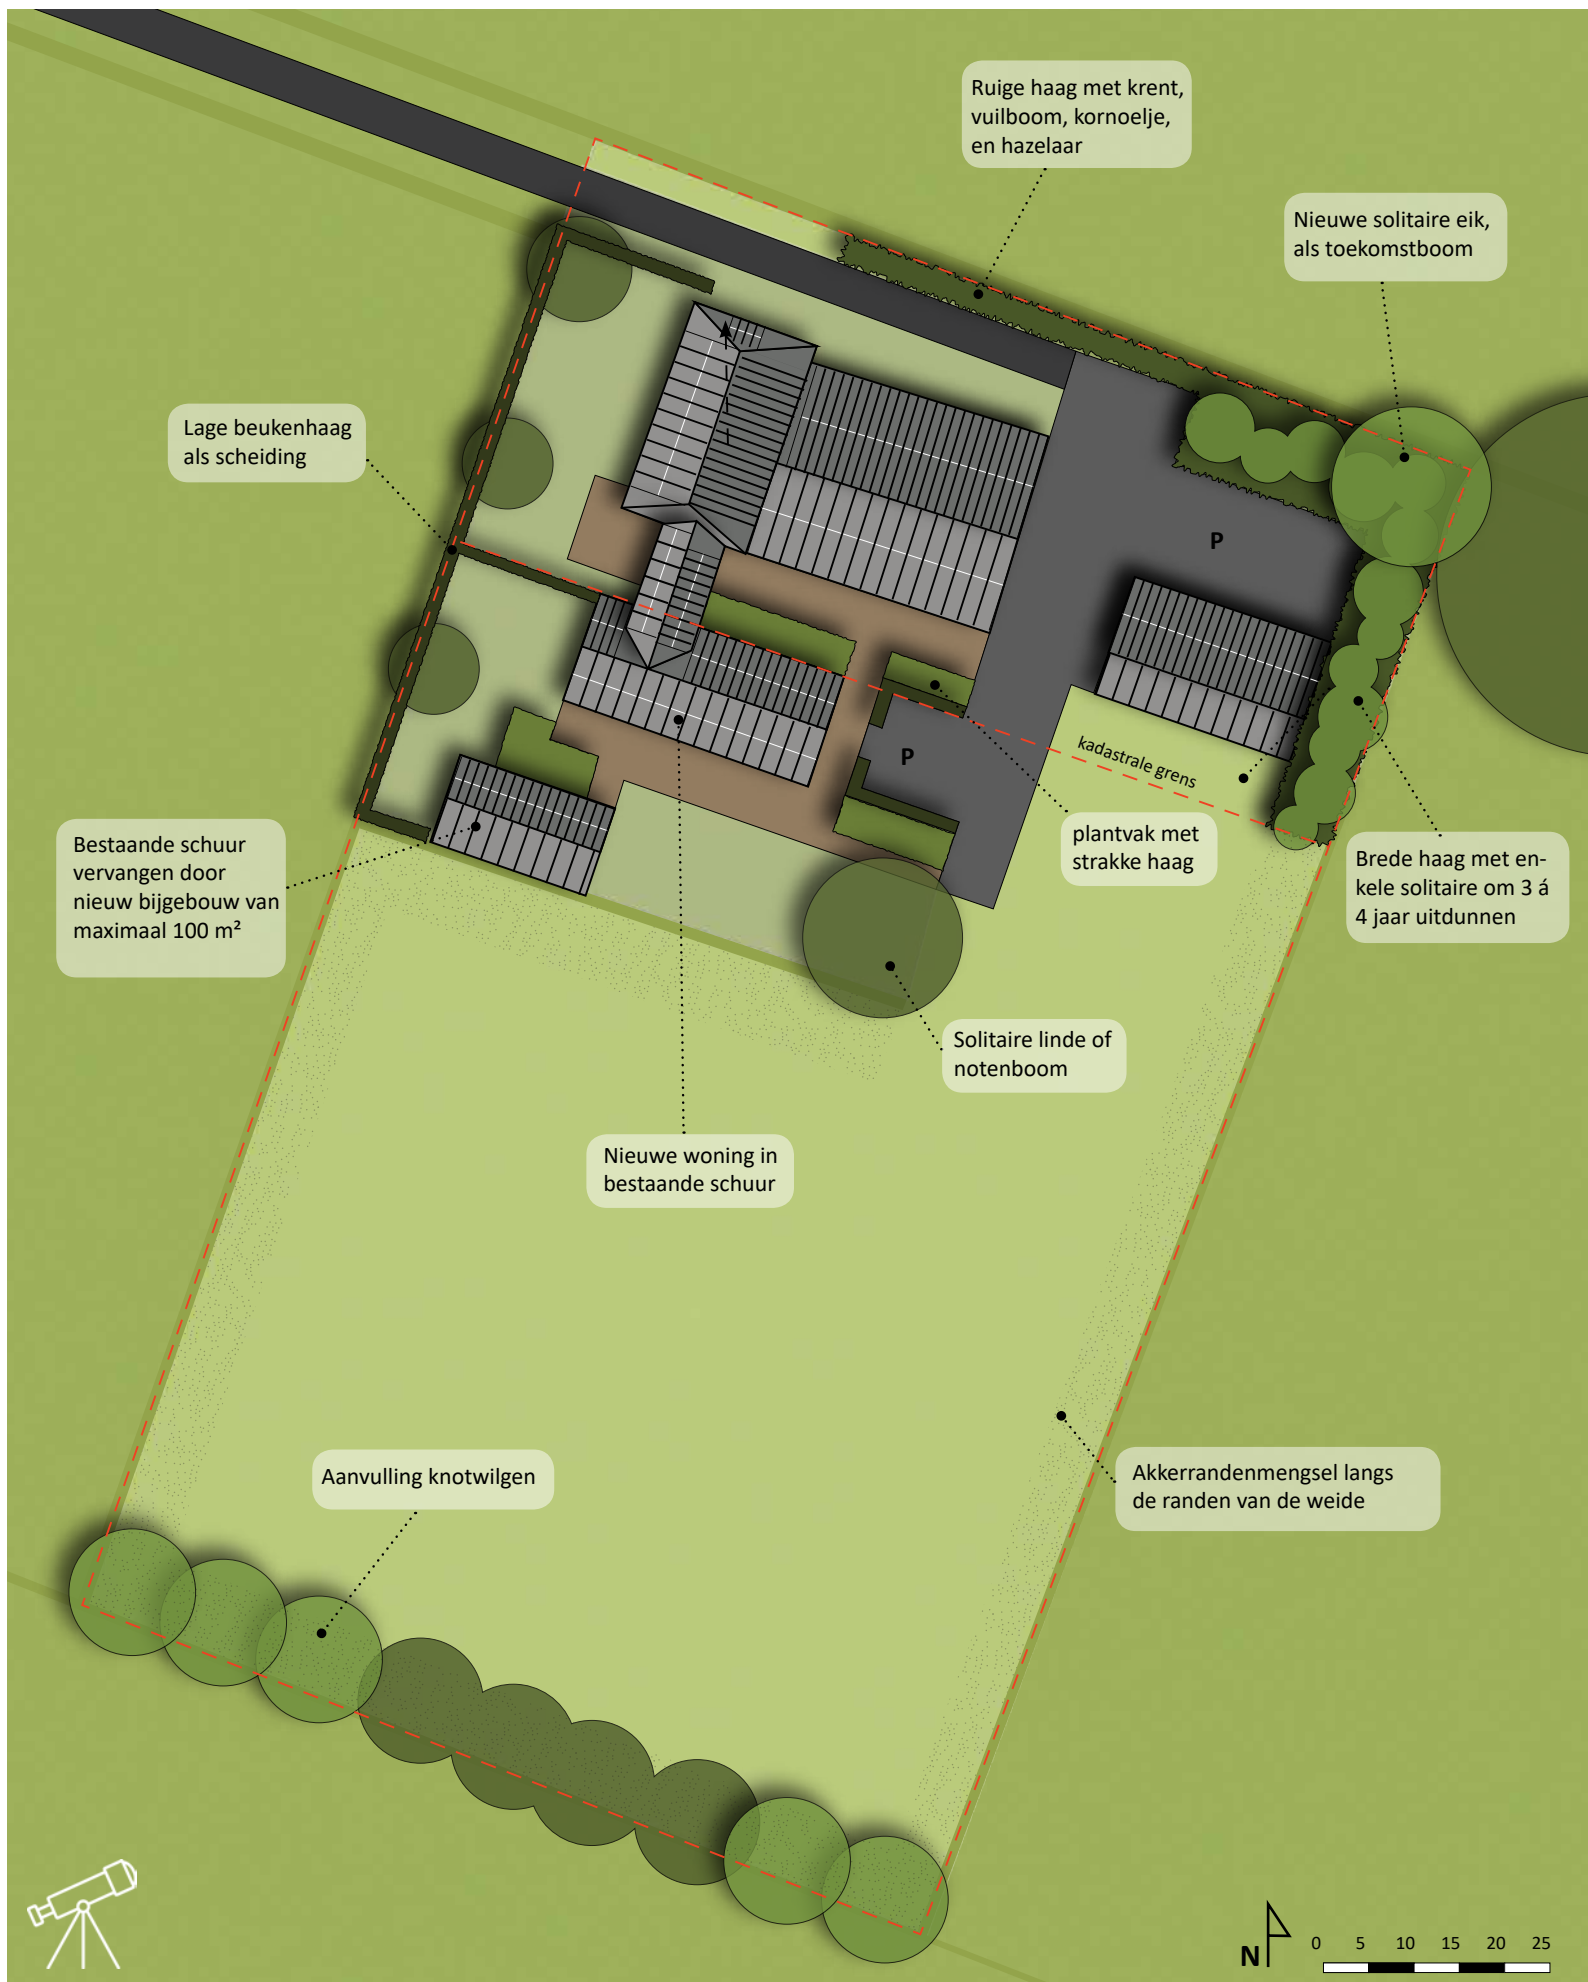 Ruige haag met krent,
vuilboom, kornoelje,
en hazelaar
Nieuwe solitaire eik,
als toekomstboom
Lage beukenhaag
als scheiding
P
P
kadastrale grens
plantvak met
strakke haag
Bestaande schuur
vervangen door
nieuw bijgebouw van
maximaal 100 m²
Brede haag met en-
kele solitaire om 3 á
4 jaar uitdunnen
Solitaire linde of
notenboom
Nieuwe woning in
bestaande schuur
Aanvulling knotwilgen
Akkerrandenmengsel langs
de randen van de weide
N
0 5 10 15 20 25